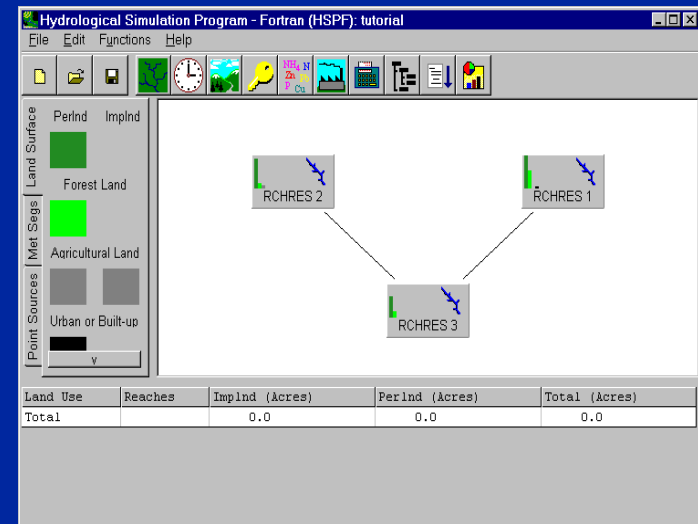 Hydrological Simulation Program - Fortran (HSPF): tutorial
File Edit Functions Help
NH4 N
Zn
P Cu
Land Surface
Met Segs
Point Sources
PerInd ImpInd
Forest Land
Agricultural Land
Urban or Built-up
v
RCHRES 2
RCHRES 1
RCHRES 3
Land Use Reaches ImpInd (Acres) PerInd (Acres) Total (Acres)
Total 0.0 0.0 0.0